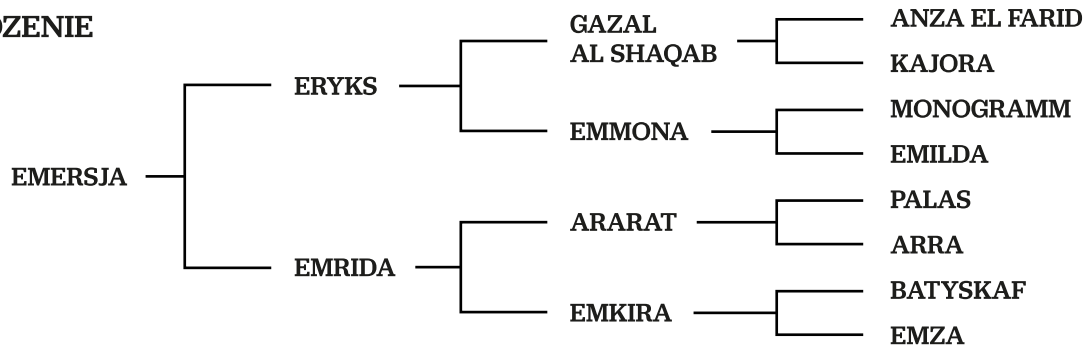 EMERSJA
ERYKS
EMRIDA
GAZAL
AL SHAQAB
EMMONA
ARARAT
EMKIRA
ANZA EL FARID
KAJORA
MONOGRAMM
EMILDA
PALAS
ARRA
BATYSKAF
EMZA